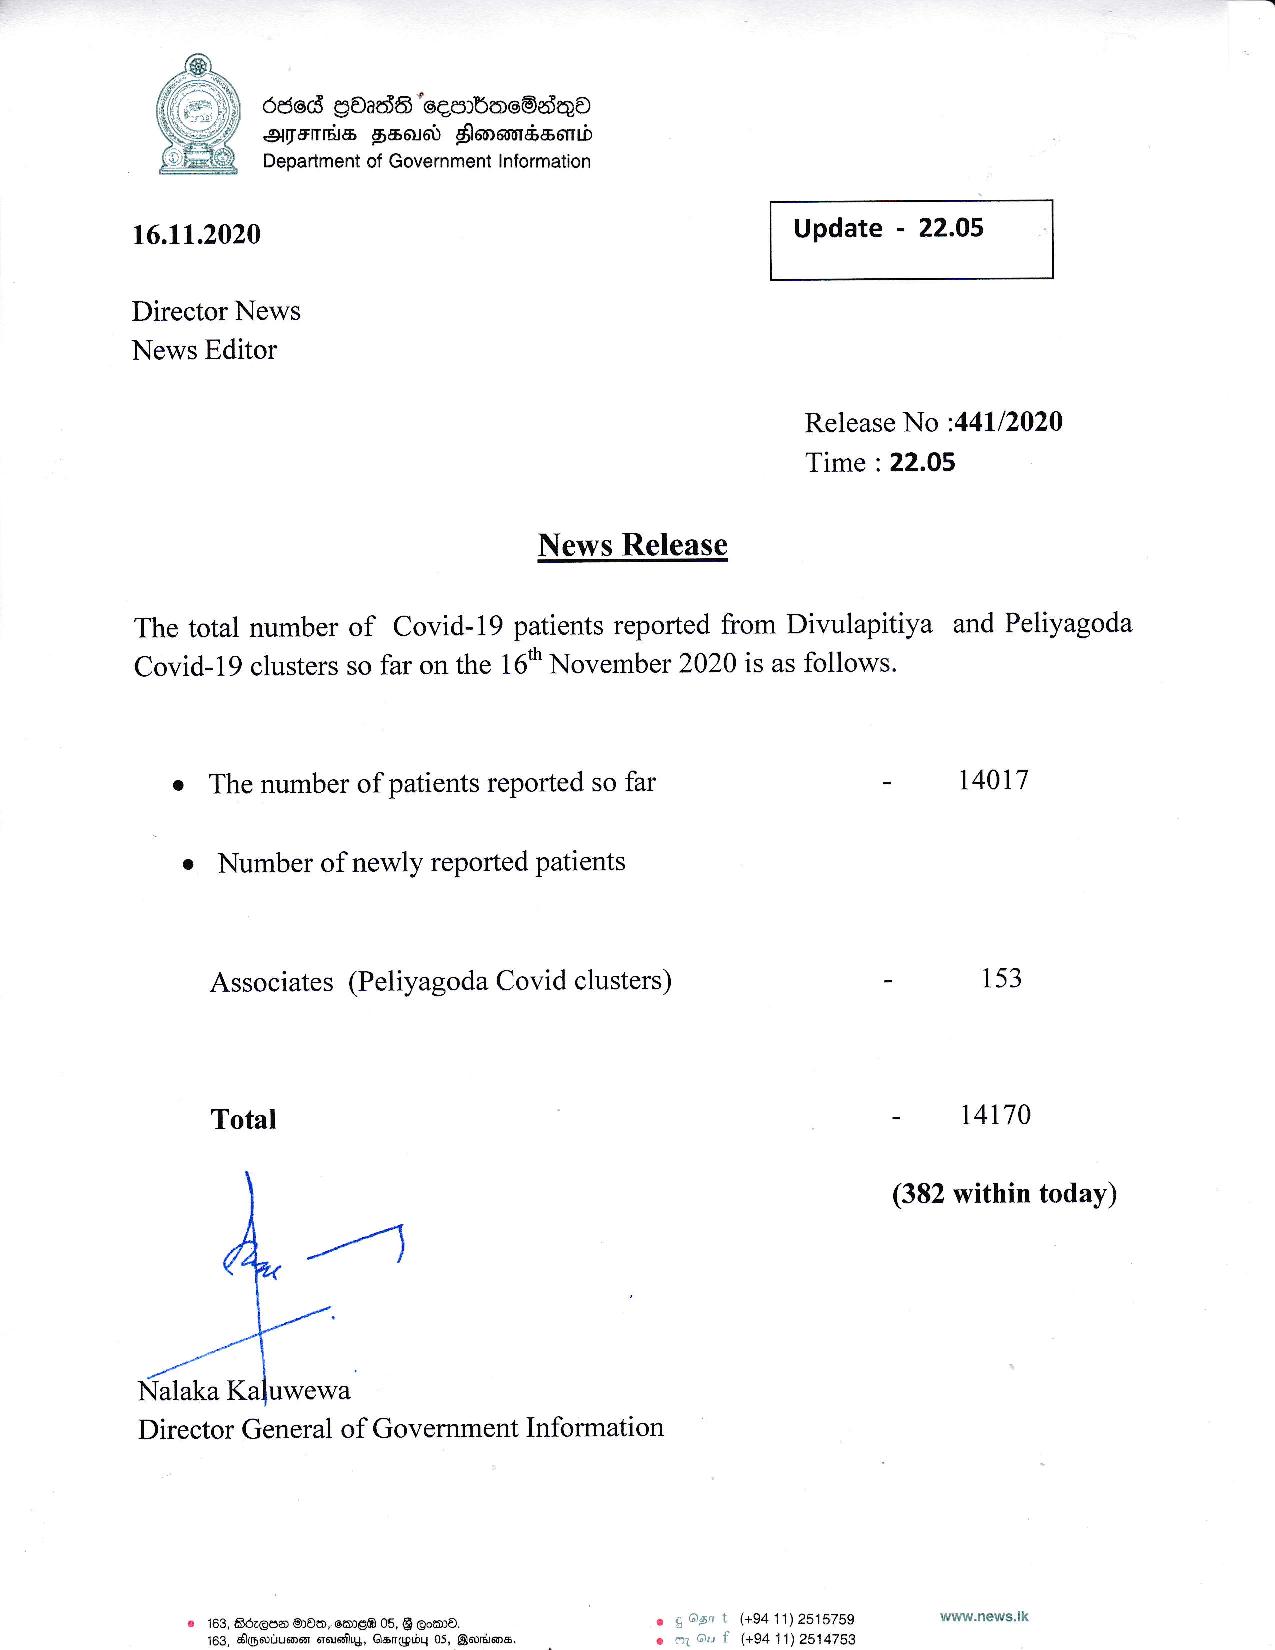 රජයේ ප්‍රවෘත්ති දෙපාර්තමේන්තුව
அரசாங்க தகவல் திணைக்களம்
Department of Government Information
16.11.2020
Update - 22.05
Director News
News Editor
Release No :441/2020
Time : 22.05
News Release
The total number of Covid-19 patients reported from Divulapitiya and Peliyagoda
Covid-19 clusters so far on the 16th November 2020 is as follows.
• The number of patients reported so far - 14017
• Number of newly reported patients
Associates (Peliyagoda Covid clusters) - 153
Total - 14170
(382 within today)
Nalaka Kaluwewa
Director General of Government Information
• 163, කිරුලපන මාවත, කොළඹ 05, ශ්‍රී ලංකාව.
163, கிருலப்பனை எவனியூ, கொழும்பு 05, இலங்கை.
• දු தொ t (+94 11) 2515759
• ෆැ பெ f (+94 11) 2514753
www.news.lk